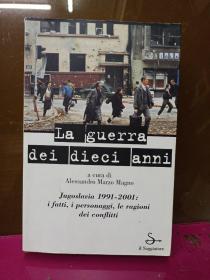 La guerra
dei dieci anni
a cura di
Alessandro Marzo Magno
Jugoslavia 1991-2001:
i fatti, i personaggi, le ragioni
dei conflitti
il Saggiatore